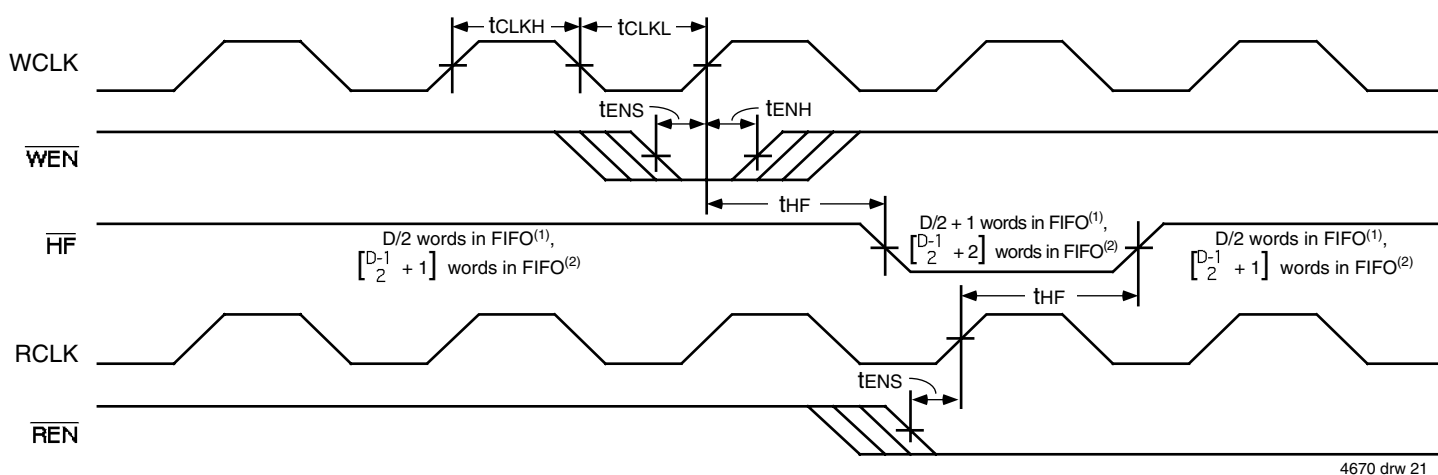 tCLKH tCLKL
WCLK
tENS tENH
WEN
tHF
HF
D/2 words in FIFO(1),
[D-1/2 + 1] words in FIFO(2)
D/2 + 1 words in FIFO(1),
[D-1/2 + 2] words in FIFO(2)
D/2 words in FIFO(1),
[D-1/2 + 1] words in FIFO(2)
tHF
RCLK
tENS
REN
4670 drw 21